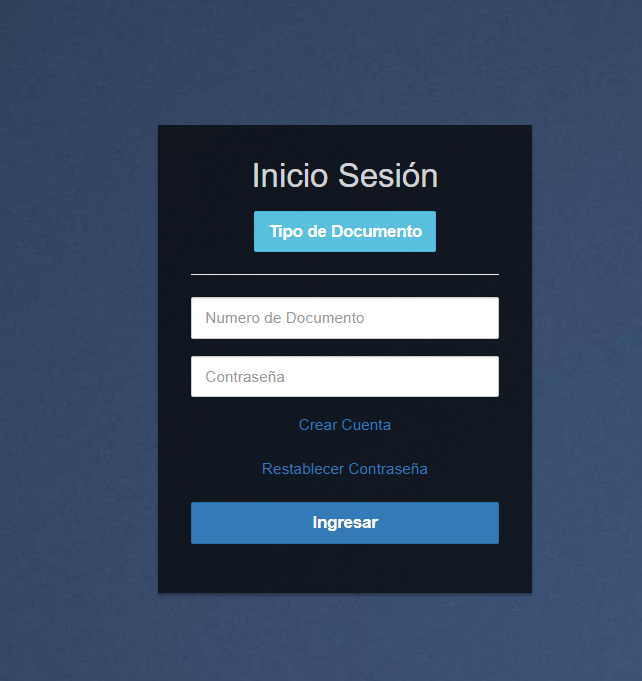 Inicio Sesión
Tipo de Documento
Numero de Documento
Contraseña
Crear Cuenta
Restablecer Contraseña
Ingresar